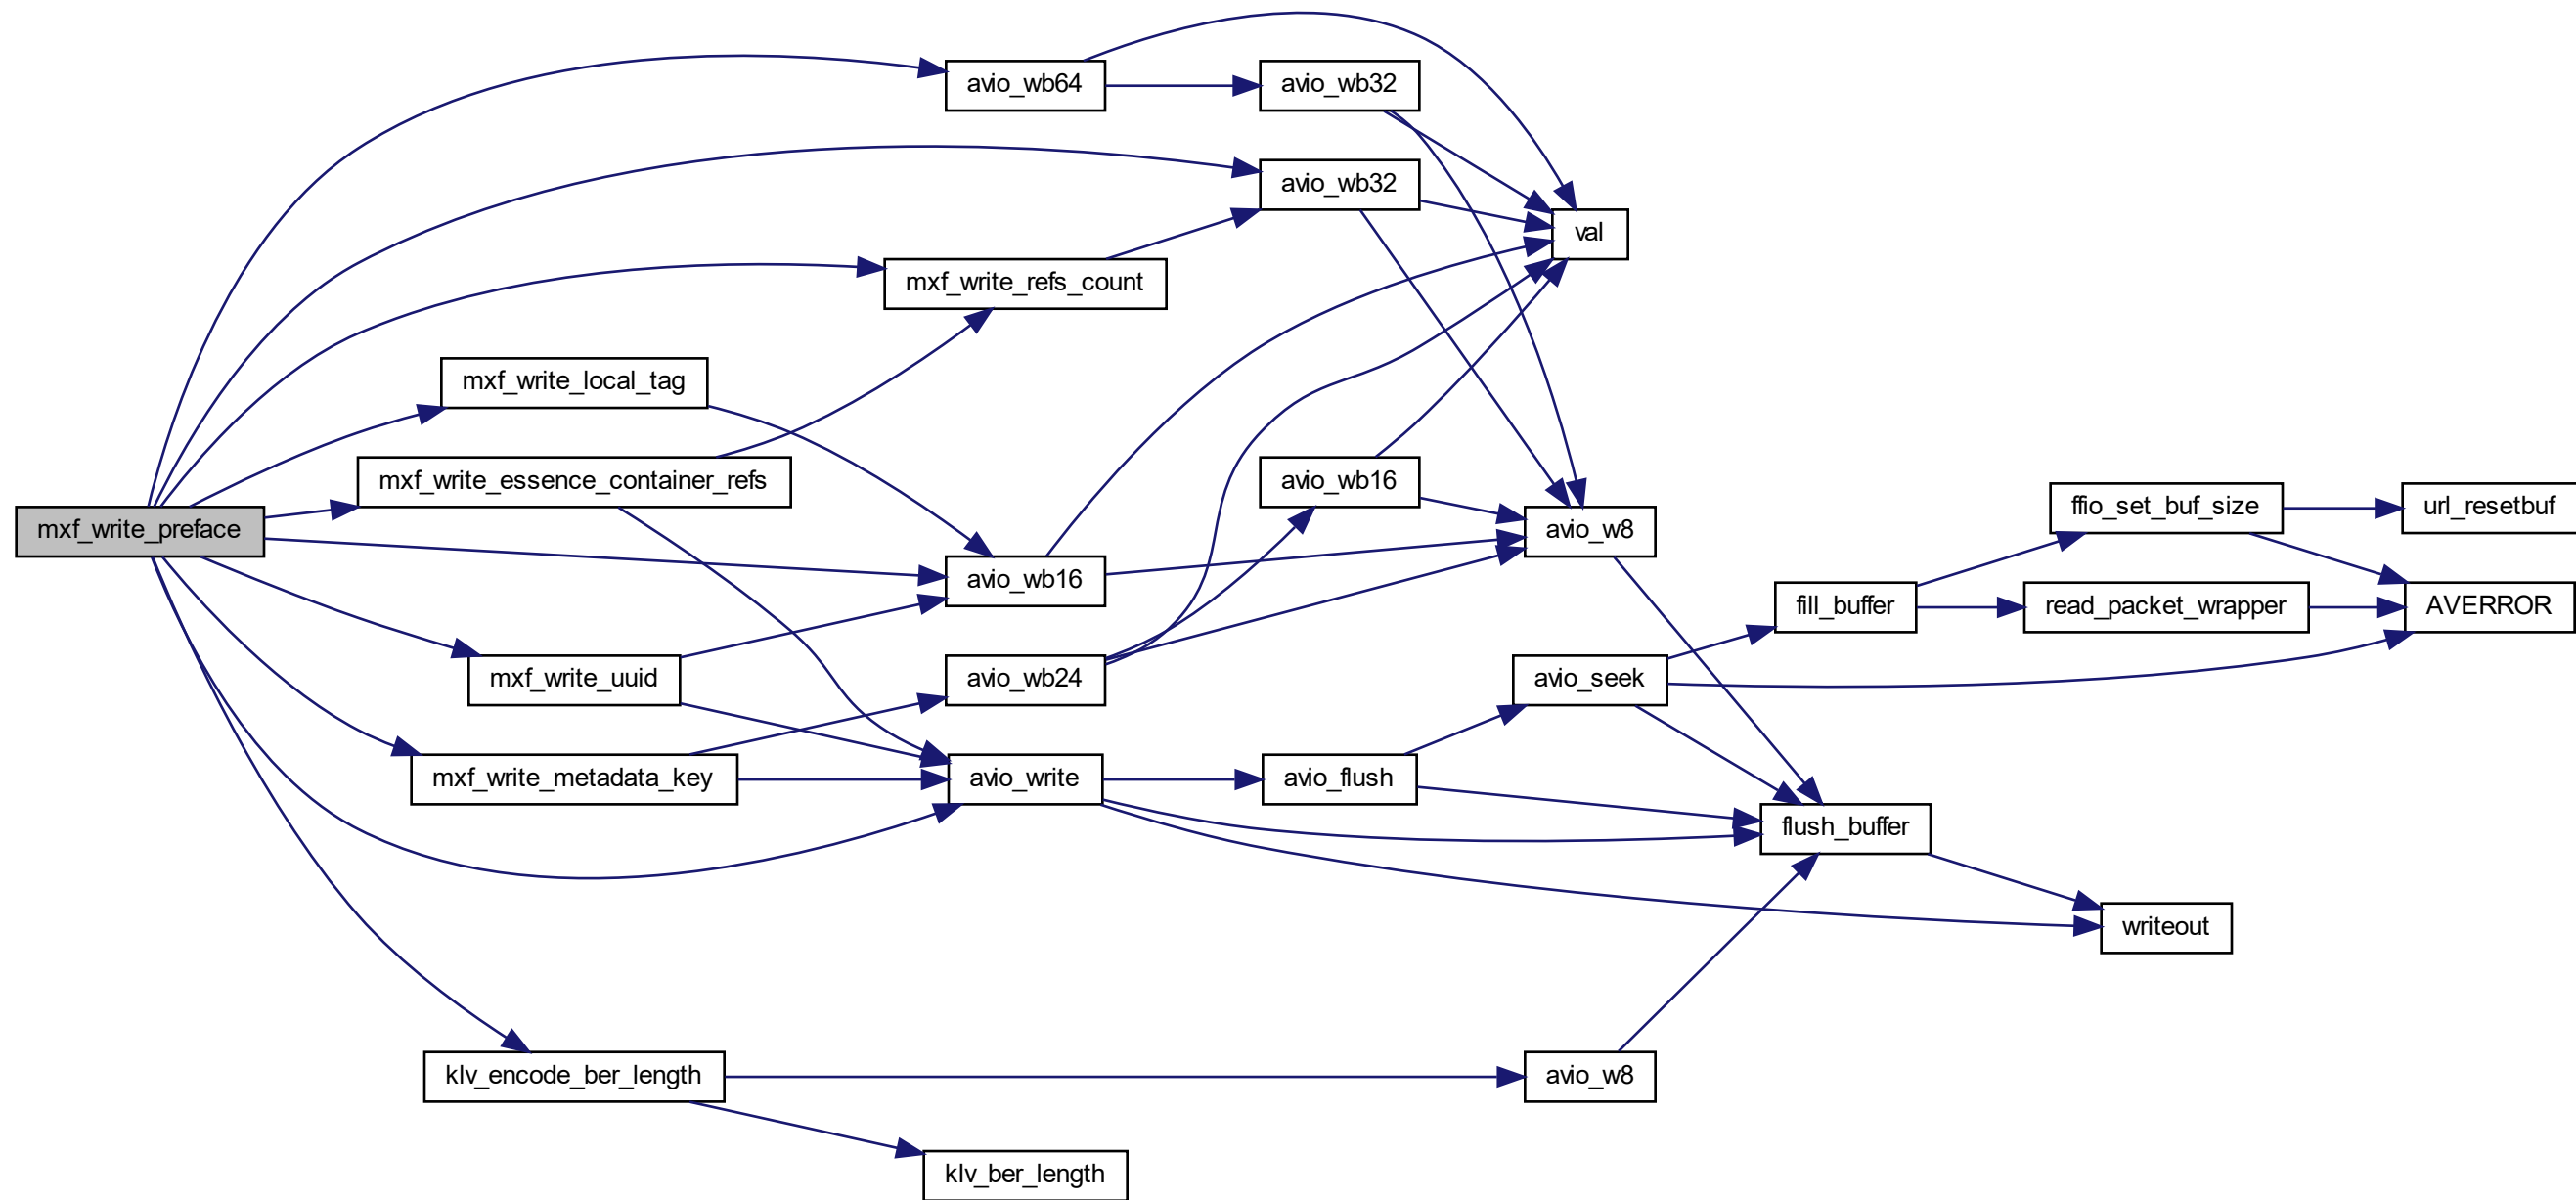 avio_wb64
avio_wb32
avio_wb32
val
mxf_write_refs_count
mxf_write_local_tag
mxf_write_essence_container_refs
avio_wb16
ffio_set_buf_size
url_resetbuf
mxf_write_preface
avio_w8
avio_wb16
fill_buffer
read_packet_wrapper
AVERROR
mxf_write_uuid
avio_wb24
avio_seek
mxf_write_metadata_key
avio_write
avio_flush
flush_buffer
writeout
klv_encode_ber_length
avio_w8
klv_ber_length